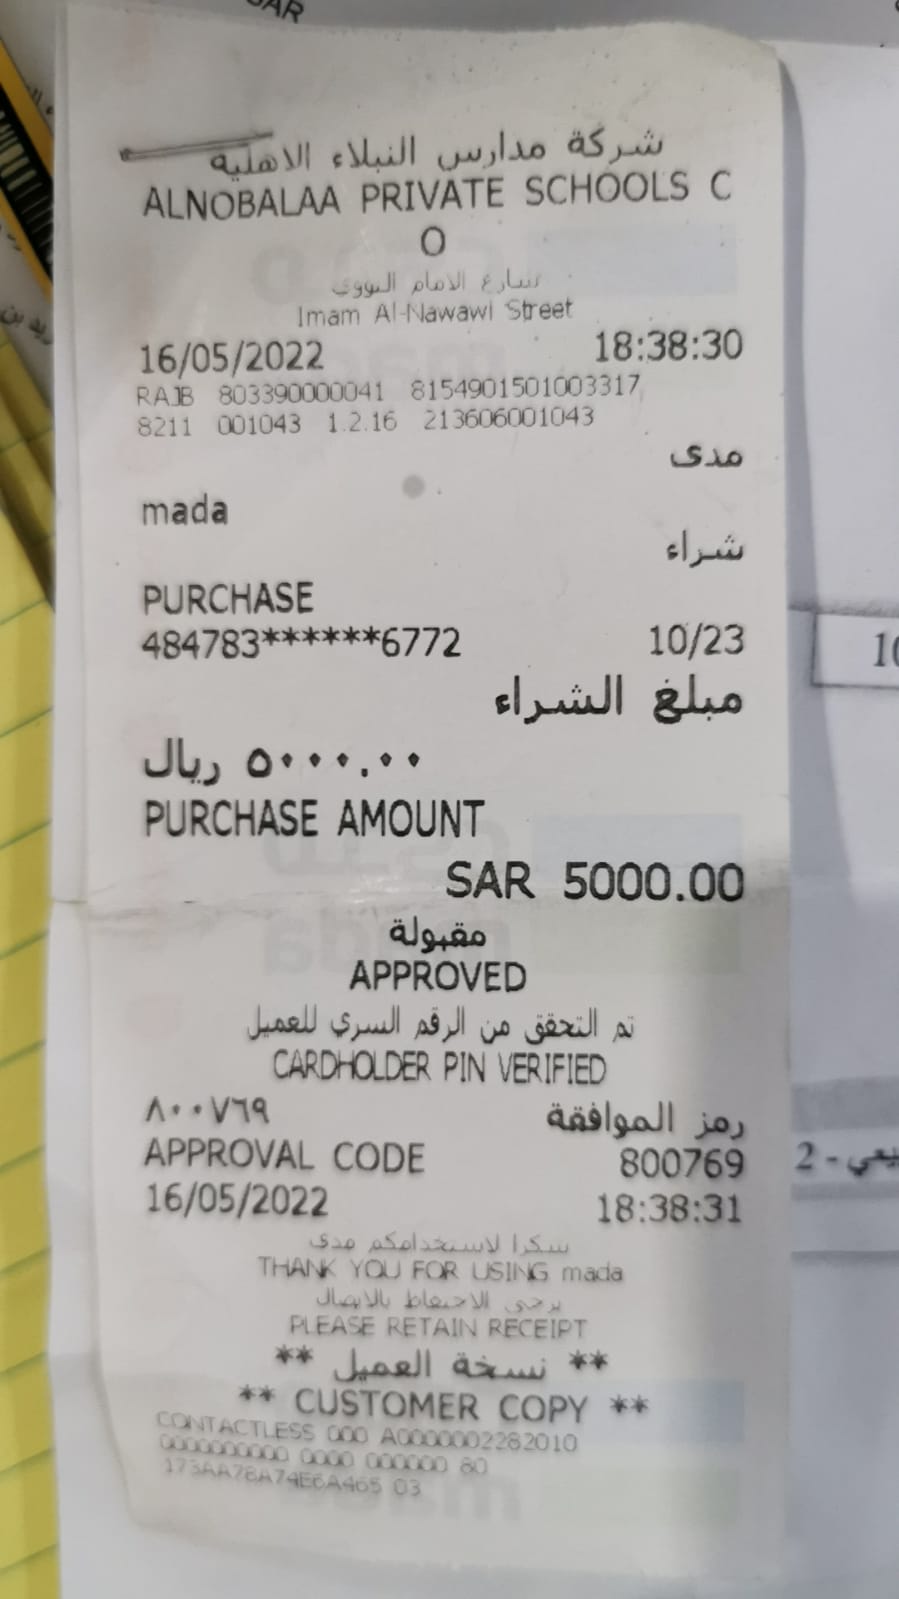 شركة مدارس النبلاء الاهلية
ALNOBALAA PRIVATE SCHOOLS C
O
شارع الامام النووي
Imam Al-Nawawi Street
16/05/2022 18:38:30
RAJB 803390000041 8154901501003317
8211 001043 1.2.16 213606001043
مدى
mada
شراء
PURCHASE
484783******6772 10/23
مبلغ الشراء
٥٠٠٠.٠٠ ريال
PURCHASE AMOUNT
SAR 5000.00
مقبولة
APPROVED
تم التحقق من الرقم السري للعميل
CARDHOLDER PIN VERIFIED
رمز الموافقة ٨٠٠٧٦٩
APPROVAL CODE 800769
16/05/2022 18:38:31
شكرا لاستخدامكم مدى
THANK YOU FOR USING mada
يرجى الاحتفاظ بالايصال
PLEASE RETAIN RECEIPT
** نسخة العميل **
** CUSTOMER COPY **
CONTACTLESS 000 A0000002282010
0000000000 0000 000000 80
173AA78A74E6A465 03